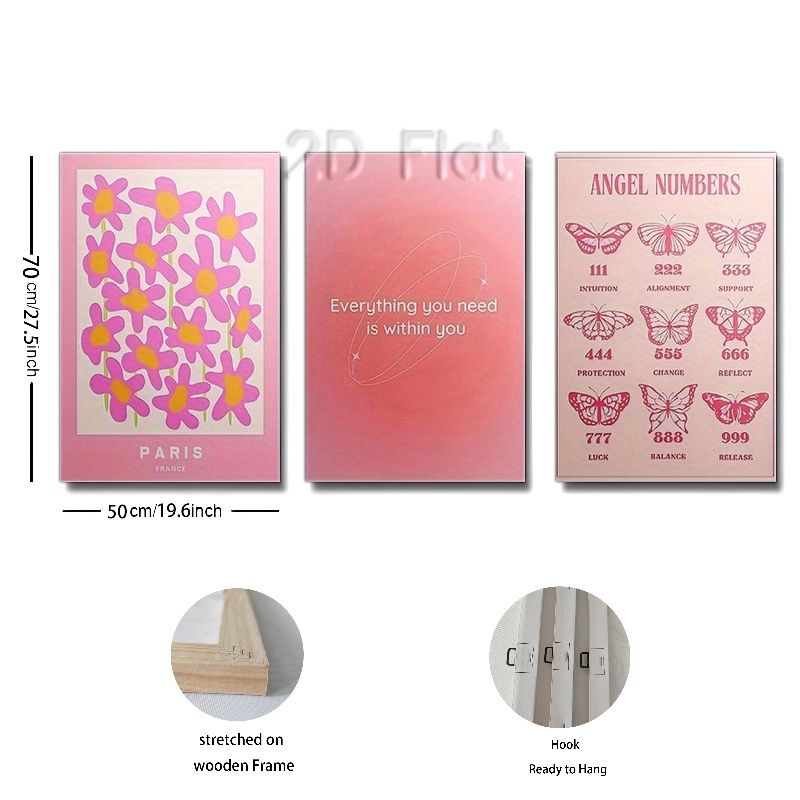 2D Flat
70 cm/27.5inch
50 cm/19.6inch
PARIS
FRANCE
Everything you need
is within you
ANGEL NUMBERS
111 222 333
INTUITION ALIGNMENT SUPPORT
444 555 666
PROTECTION CHANGE REFLECT
777 888 999
LUCK BALANCE RELEASE
stretched on
wooden Frame
Hook
Ready to Hang